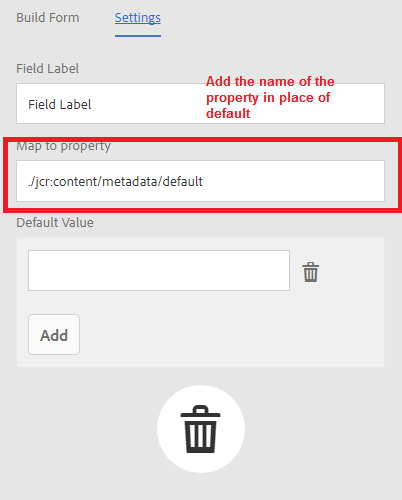 Build Form Settings
Field Label
Add the name of the
property in place of
default
Field Label
Map to property
./jcr:content/metadata/default
Default Value
Add